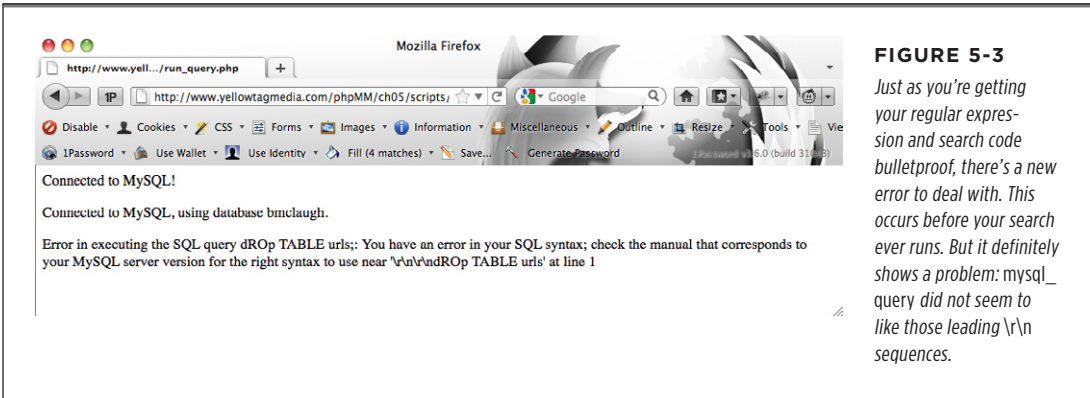 Mozilla Firefox
http://www.yell.../run_query.php
+
1P http://www.yellowtagmedia.com/phpMM/ch05/scripts/ Google
Disable Cookies CSS Forms Images Information Miscellaneous Outline Resize Tools Vie
1Password Use Wallet Use Identity Fill (4 matches) Save... Generate Password
Connected to MySQL!
Connected to MySQL, using database bmclaugh.
Error in executing the SQL query dROp TABLE urls;: You have an error in your SQL syntax; check the manual that corresponds to
your MySQL server version for the right syntax to use near '\r\n\r\ndROp TABLE urls' at line 1
FIGURE 5-3
Just as you're getting
your regular expres-
sion and search code
bulletproof, there's a new
error to deal with. This
occurs before your search
ever runs. But it definitely
shows a problem: mysql_
query did not seem to
like those leading \r\n
sequences.